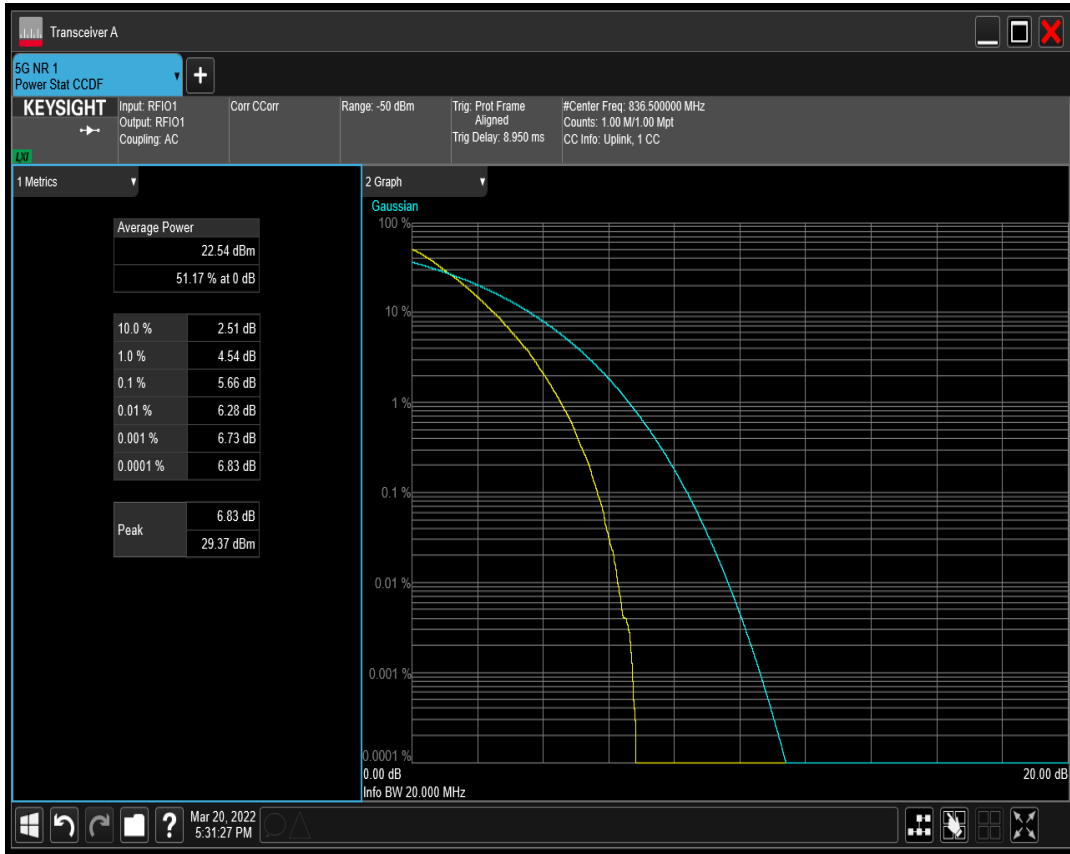 Transceiver A
5G NR 1
Power Stat CCDF
+
KEYSIGHT
LXI
Input: RFIO1
Output: RFIO1
Coupling: AC
Corr CCorr
Range: -50 dBm
Trig: Prot Frame
Aligned
Trig Delay: 8.950 ms
#Center Freq: 836.500000 MHz
Counts: 1.00 M/1.00 Mpt
CC Info: Uplink, 1 CC
1 Metrics
Average Power
22.54 dBm
51.17 % at 0 dB
10.0 % 2.51 dB
1.0 % 4.54 dB
0.1 % 5.66 dB
0.01 % 6.28 dB
0.001 % 6.73 dB
0.0001 % 6.83 dB
Peak
6.83 dB
29.37 dBm
2 Graph
Gaussian
100 %
10 %
1 %
0.1 %
0.01 %
0.001 %
0.0001 %
0.00 dB 20.00 dB
Info BW 20.000 MHz
?
Mar 20, 2022
5:31:27 PM